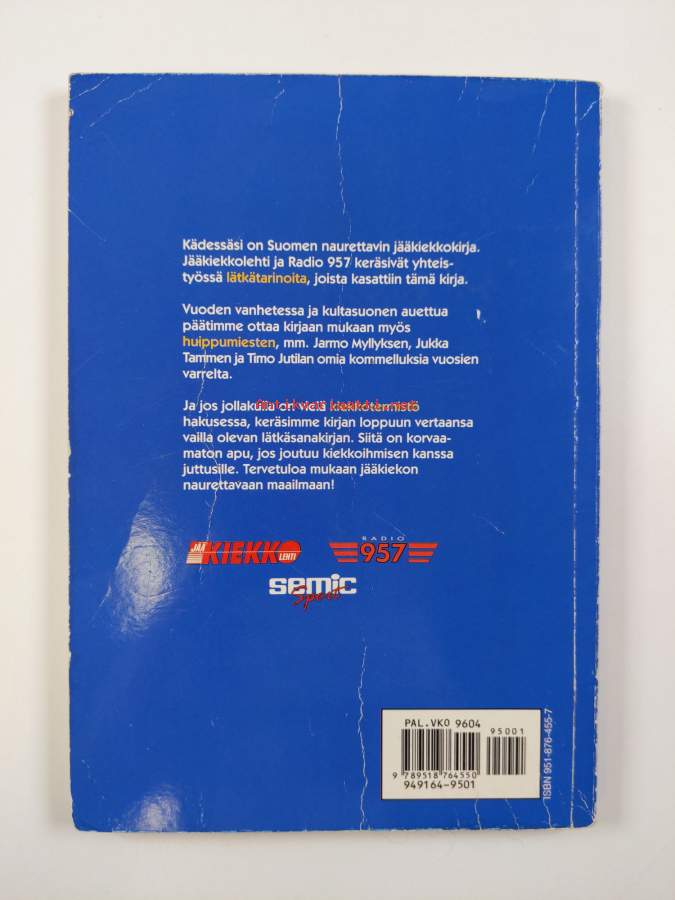 Kädessäsi on Suomen naurettavin jääkiekkokirja.
Jääkiekkolehti ja Radio 957 keräsivät yhteis-
työssä lätkätarinoita, joista kasattiin tämä kirja.
Vuoden vanhetessa ja kultasuonen auettua
päätimme ottaa kirjaan mukaan myös
huippumiesten, mm. Jarmo Myllyksen, Jukka
Tammen ja Timo Jutilan omia kommelluksia vuosien
varrelta.
Ja jos jollakulla on vielä kiekkotermistö
hakusessa, keräsimme kirjan loppuun vertaansa
vailla olevan lätkäsanakirjan. Siitä on korvaa-
maton apu, jos joutuu kiekkoihmisen kanssa
juttusille. Tervetuloa mukaan jääkiekon
naurettavaan maailmaan!
JÄÄ KIEKKO LEHTI
RADIO 957
semic Sport
PAL.VKO 9604
95001
9 789518 764550
949164-9501
ISBN 951-876-455-7